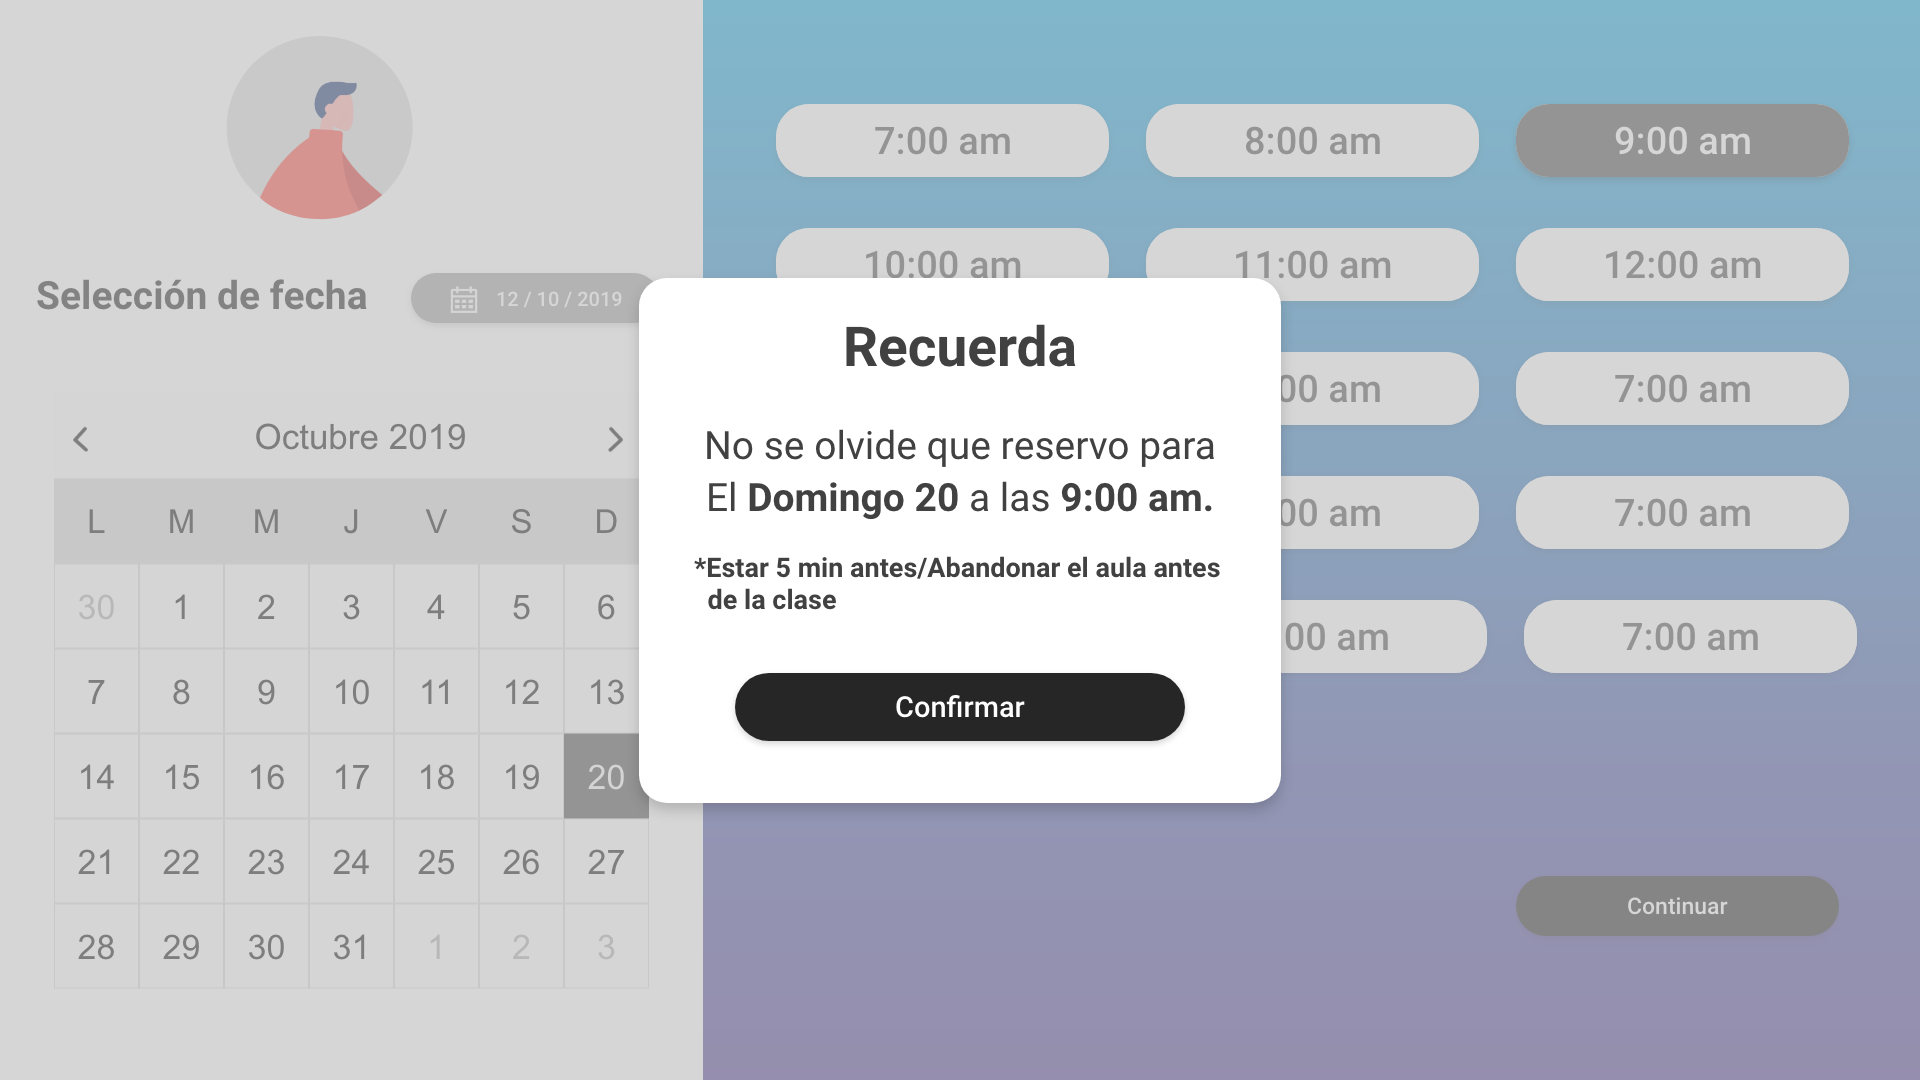 Selección de fecha
12 / 10 / 2019
Octubre 2019
L M M J V S D
30 1 2 3 4 5 6
7 8 9 10 11 12 13
14 15 16 17 18 19 20
21 22 23 24 25 26 27
28 29 30 31 1 2 3
7:00 am 8:00 am 9:00 am
10:00 am 11:00 am 12:00 am
00 am 7:00 am
00 am 7:00 am
00 am 7:00 am
Recuerda
No se olvide que reservo para
El Domingo 20 a las 9:00 am.
*Estar 5 min antes/Abandonar el aula antes
de la clase
Confirmar
Continuar